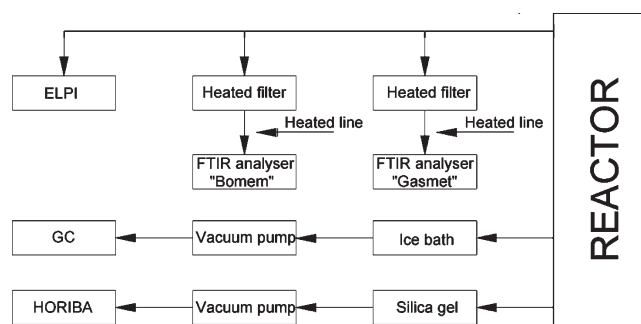 ELPI
Heated filter
Heated filter
Heated line
Heated line
FTIR analyser
"Bomem"
FTIR analyser
"Gasmet"
GC
Vacuum pump
Ice bath
HORIBA
Vacuum pump
Silica gel
REACTOR